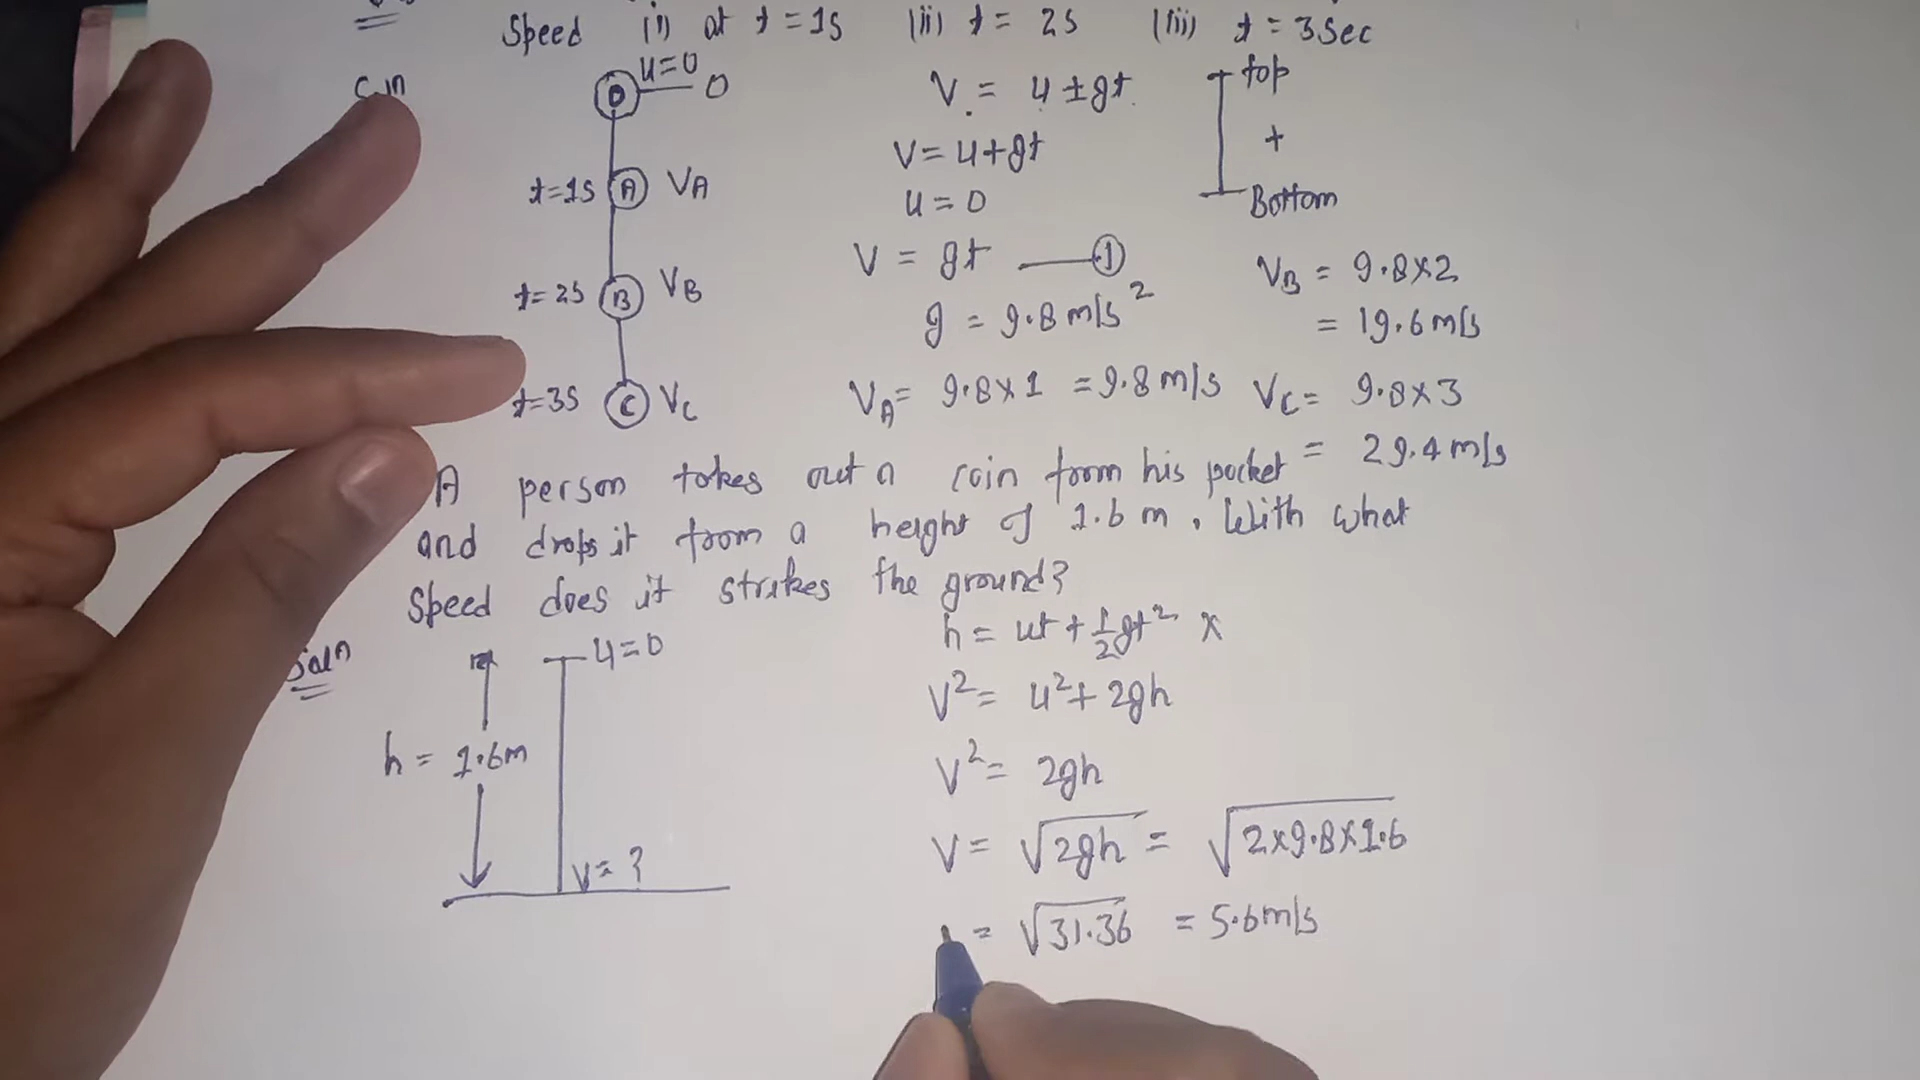 Speed (i) at t = 1s (ii) t = 2s (iii) t = 3sec
u=0
0
t=1s A VA
t=2s B VB
t=3s C VC
V = u ± gt
V = u + gt
u = 0
V = gt —— 1
g = 9.8 m/s²
VA = 9.8×1 = 9.8 m/s
top
+
Bottom
VB = 9.8×2
= 19.6 m/s
VC = 9.8×3
= 29.4 m/s
A person takes out a coin from his pocket
and drops it from a height of 1.6 m. With what
speed does it strikes the ground?
Soln
u=0
h = 1.6m
v = ?
h = ut + 1/2 gt² ×
V² = u² + 2gh
V² = 2gh
V = √2gh = √2×9.8×1.6
= √31.36 = 5.6 m/s